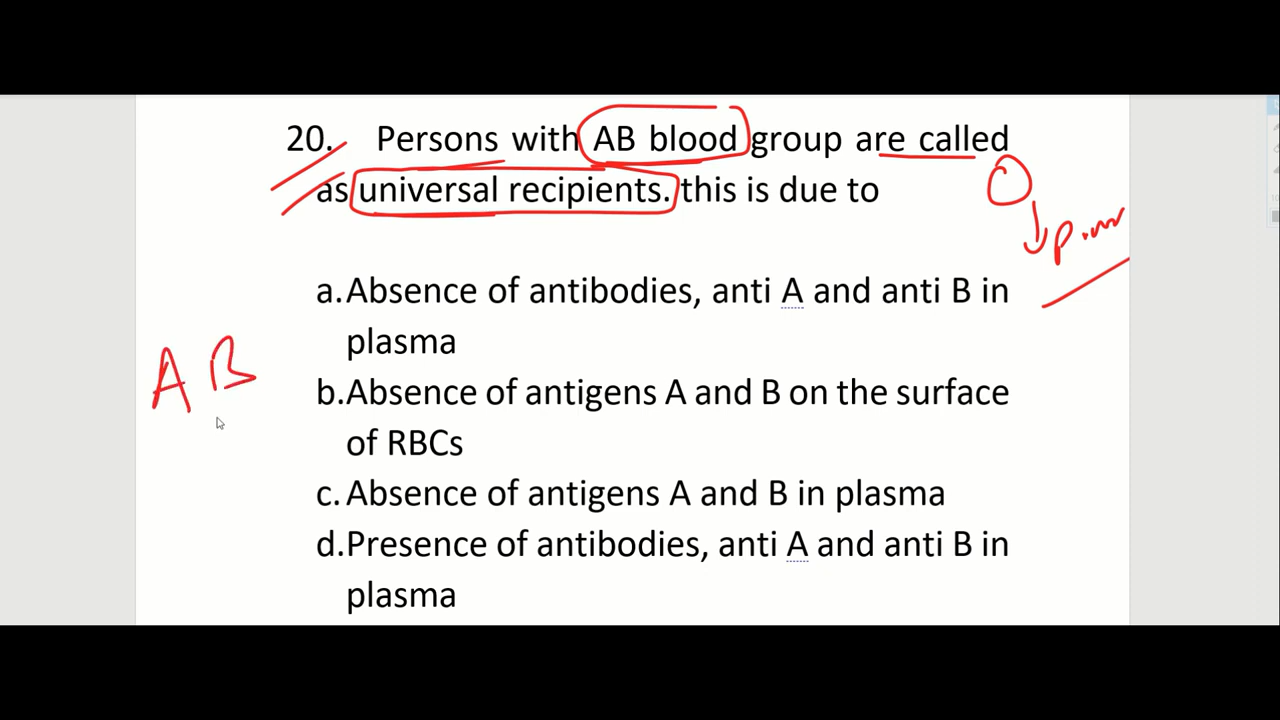 20. Persons with AB blood group are called
as universal recipients. this is due to
O
a. Absence of antibodies, anti A and anti B in
plasma
A B
b. Absence of antigens A and B on the surface
of RBCs
c. Absence of antigens A and B in plasma
d. Presence of antibodies, anti A and anti B in
plasma